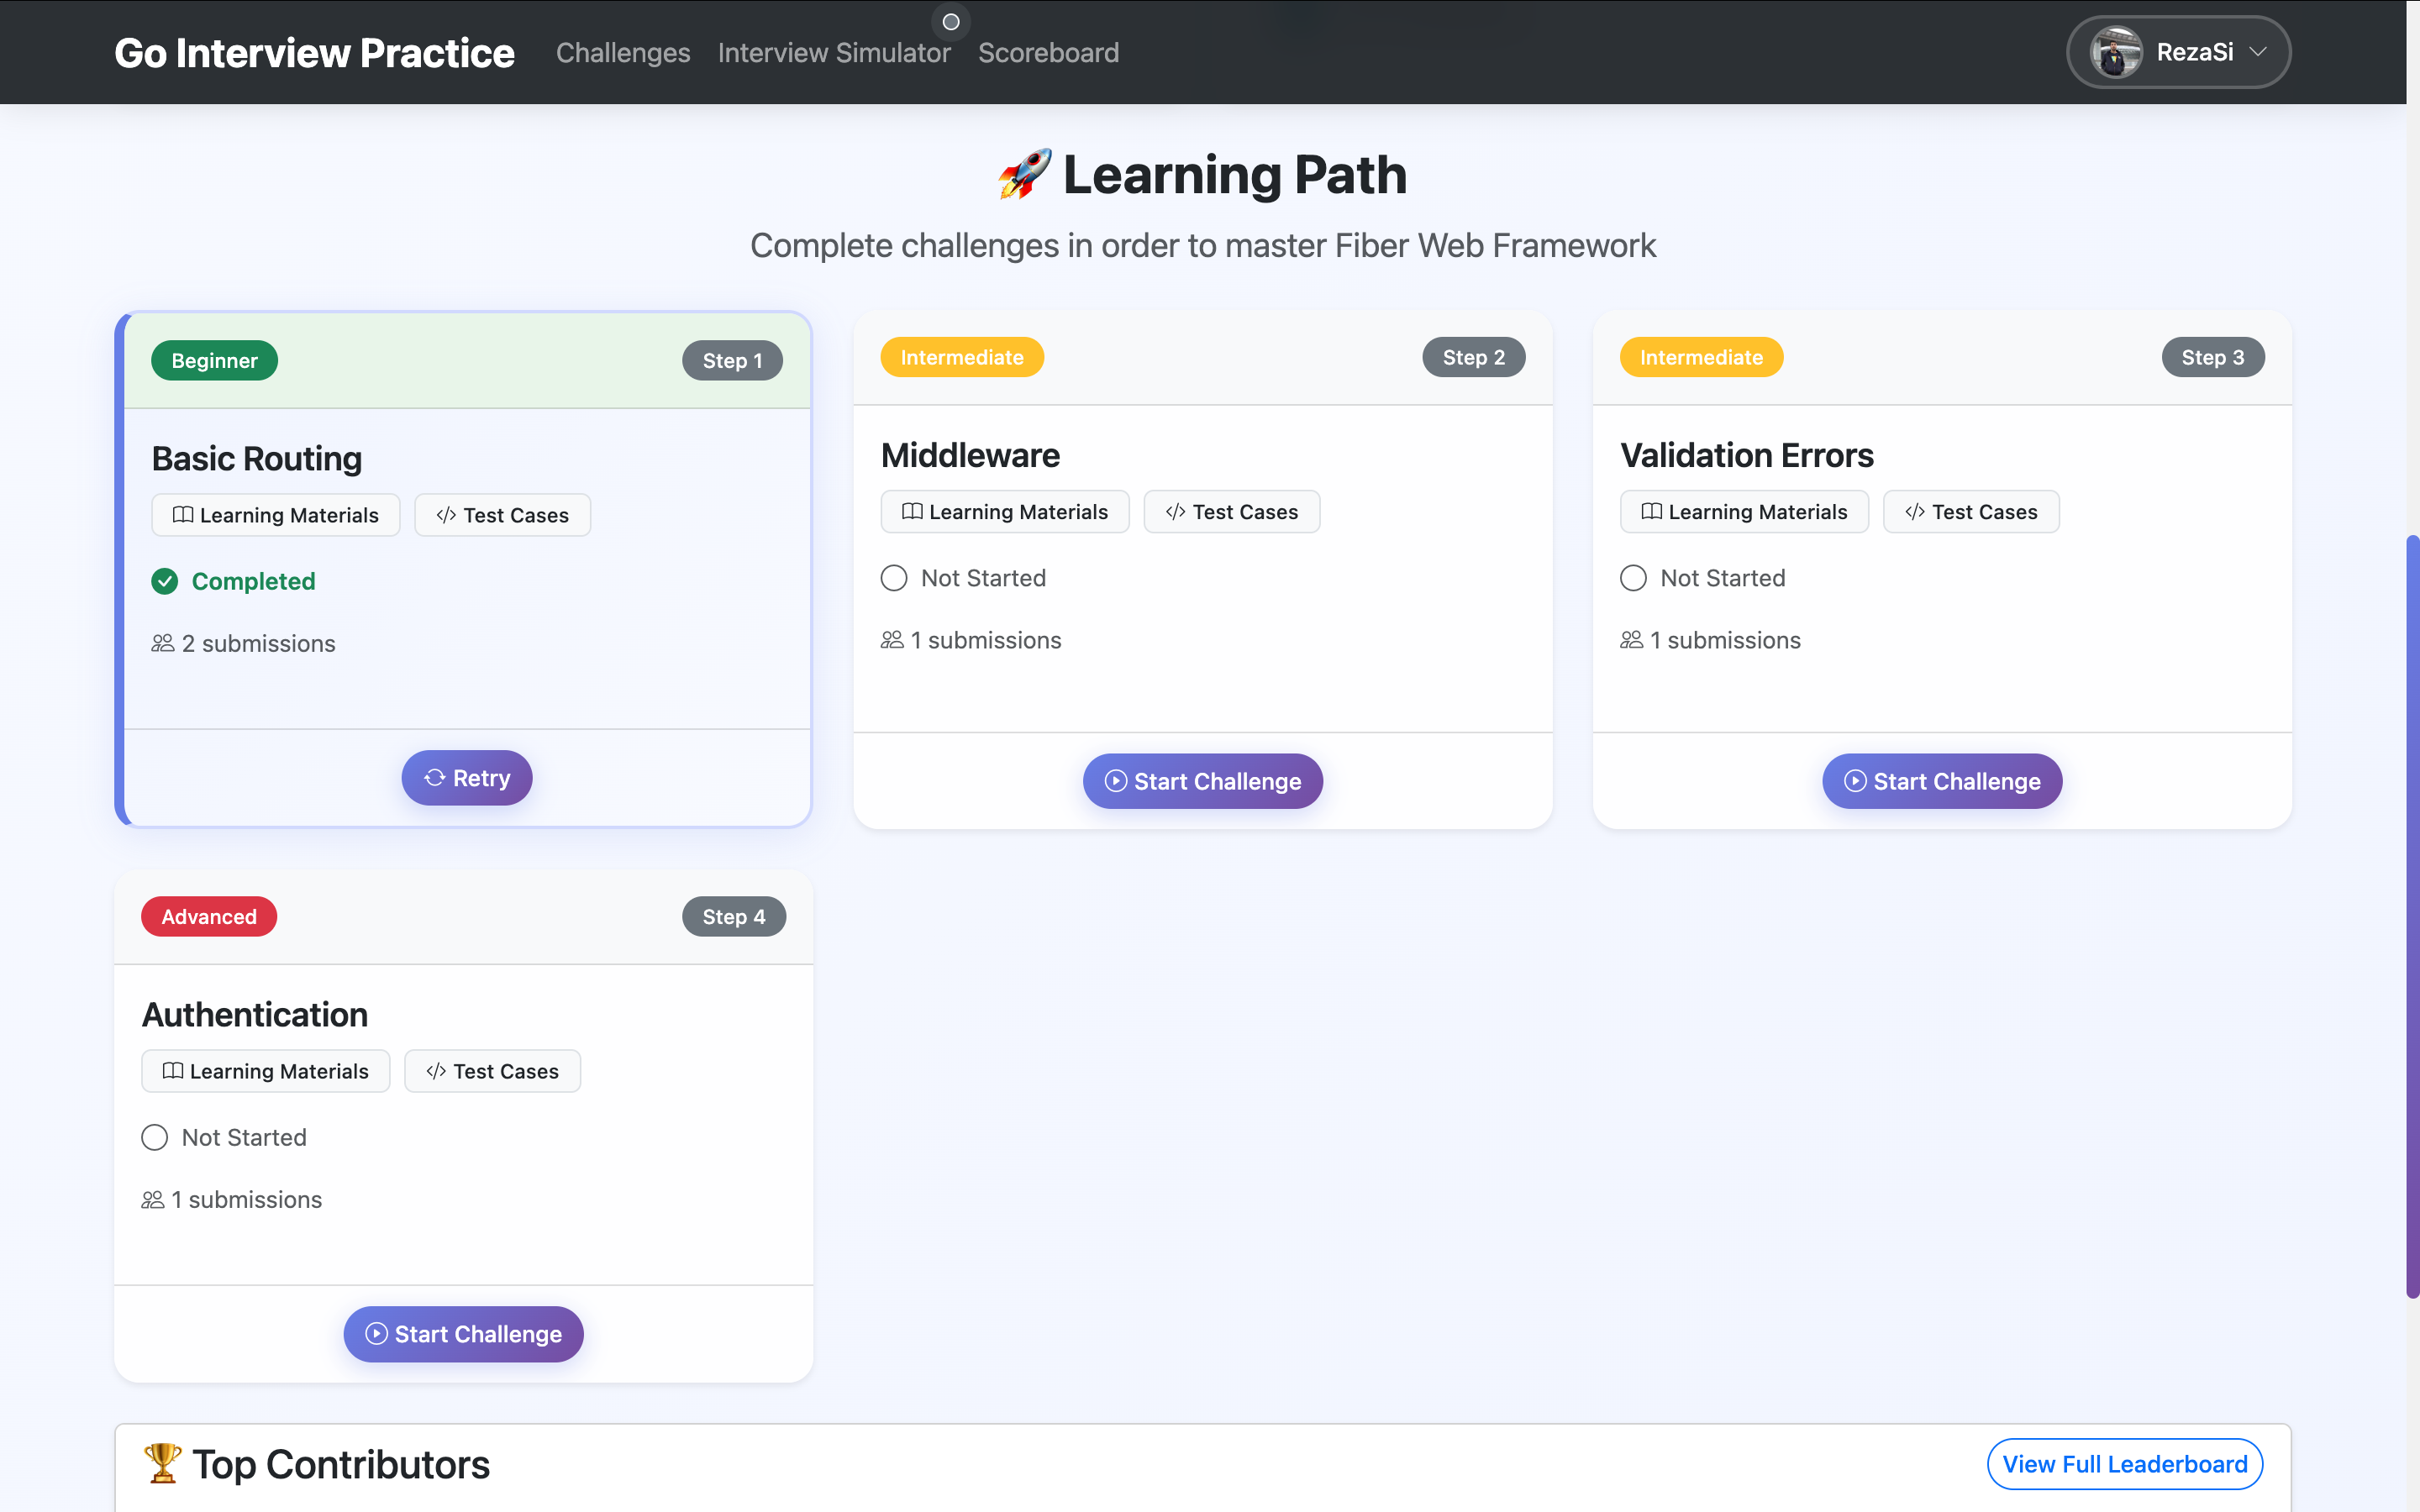 Go Interview Practice Challenges Interview Simulator Scoreboard RezaSi
🚀 Learning Path
Complete challenges in order to master Fiber Web Framework
Beginner Step 1
Basic Routing
Learning Materials Test Cases
Completed
2 submissions
Retry
Intermediate Step 2
Middleware
Learning Materials Test Cases
Not Started
1 submissions
Start Challenge
Intermediate Step 3
Validation Errors
Learning Materials Test Cases
Not Started
1 submissions
Start Challenge
Advanced Step 4
Authentication
Learning Materials Test Cases
Not Started
1 submissions
Start Challenge
🏆 Top Contributors View Full Leaderboard